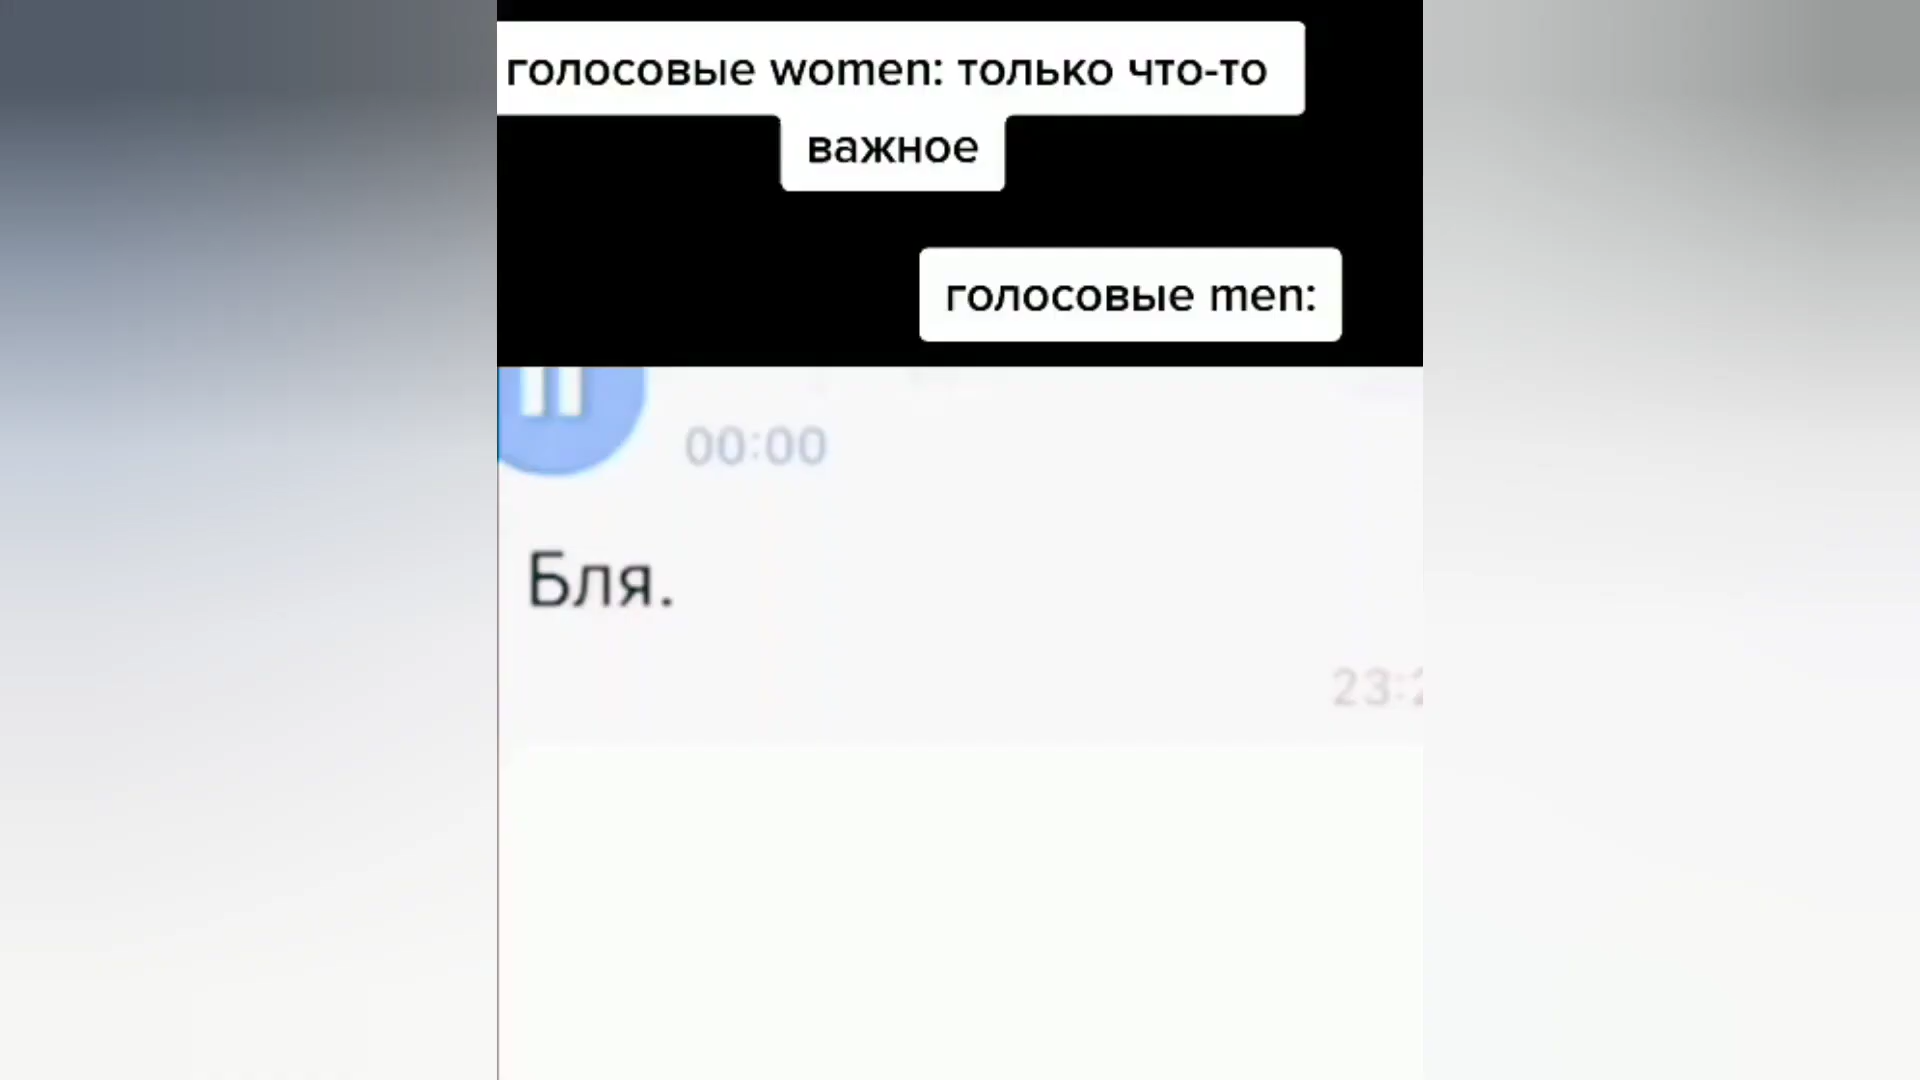 голосовые women: только что-то
важное
голосовые men:
00:00
Бля.